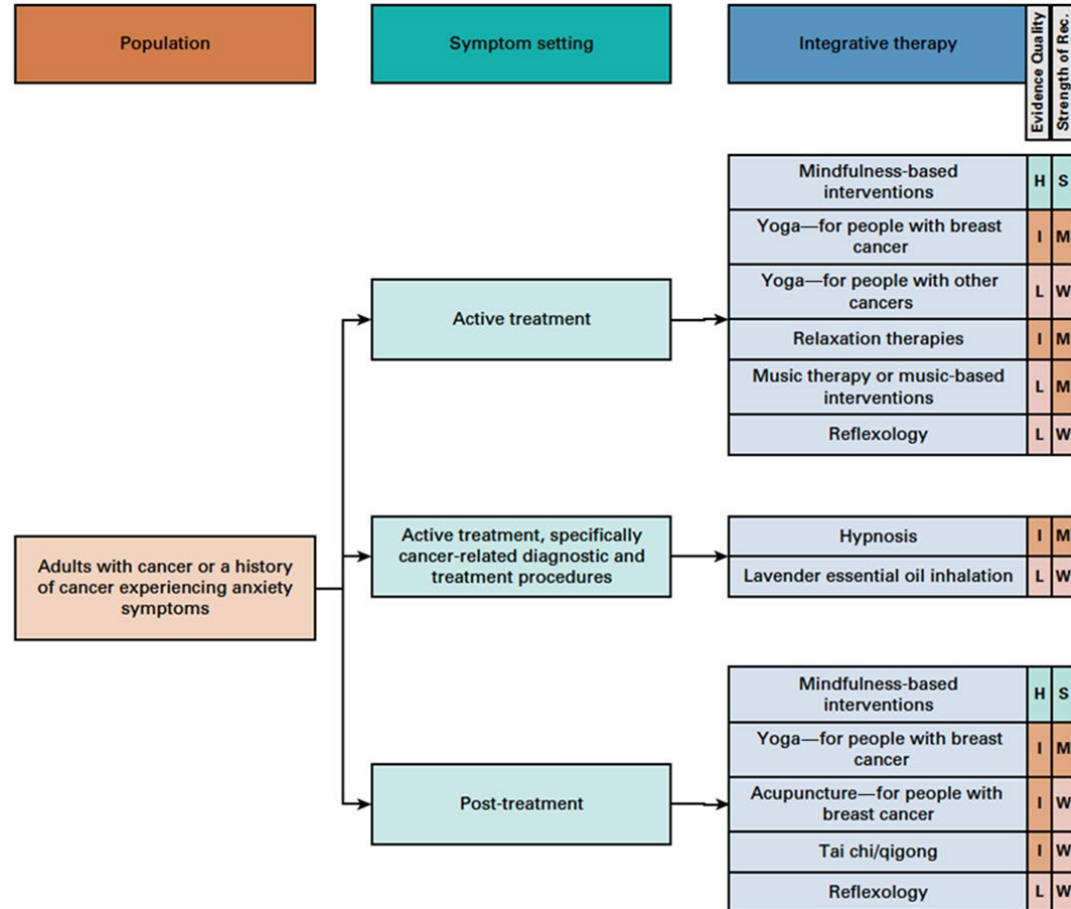 Population
Symptom setting
Integrative therapy
Evidence Quality
Strength of Rec.
Adults with cancer or a history
of cancer experiencing anxiety
symptoms
Active treatment
Mindfulness-based
interventions
H S
Yoga—for people with breast
cancer
I M
Yoga—for people with other
cancers
L W
Relaxation therapies
I M
Music therapy or music-based
interventions
L M
Reflexology
L W
Active treatment, specifically
cancer-related diagnostic and
treatment procedures
Hypnosis
I M
Lavender essential oil inhalation
L W
Post-treatment
Mindfulness-based
interventions
H S
Yoga—for people with breast
cancer
I M
Acupuncture—for people with
breast cancer
I W
Tai chi/qigong
I W
Reflexology
L W